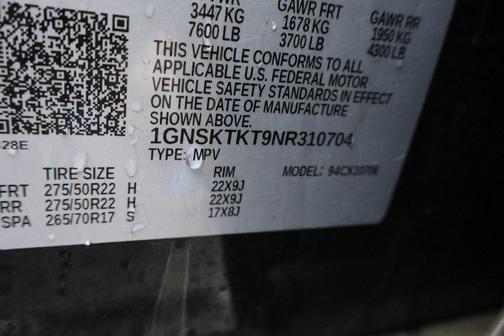 GAWR FRT GAWR RR
3447 KG 1678 KG 1950 KG
7600 LB 3700 LB 4300 LB
THIS VEHICLE CONFORMS TO ALL
APPLICABLE U.S. FEDERAL MOTOR
VEHICLE SAFETY STANDARDS IN EFFECT
ON THE DATE OF MANUFACTURE
SHOWN ABOVE.
1GNSKTKT9NR310704
TYPE: MPV
28E
TIRE SIZE RIM MODEL: 94CK10706
FRT 275/50R22 H 22X9J
RR 275/50R22 H 22X9J
SPA 265/70R17 S 17X8J